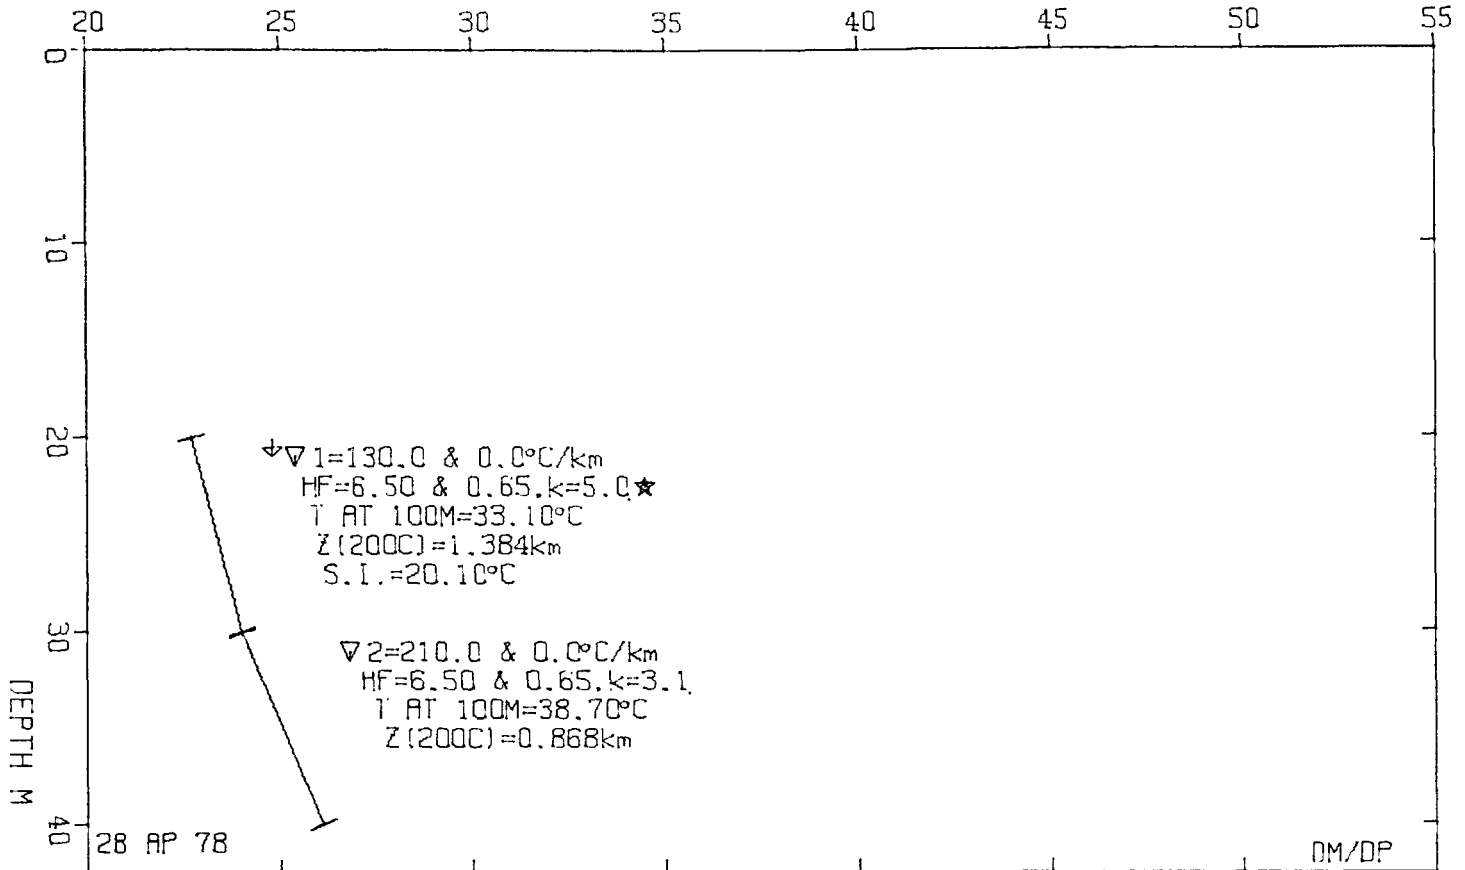 20 25 30 35 40 45 50 55
0
10
20
▽1=130.0 & 0.0°C/km
HF=6.50 & 0.65.k=5.0★
T AT 100M=33.10°C
Z(200C)=1.384km
S.I.=20.10°C
30
▽2=210.0 & 0.0°C/km
HF=6.50 & 0.65.k=3.1
T AT 100M=38.70°C
Z(200C)=0.868km
DEPTH M
40
28 AP 78
DM/DP